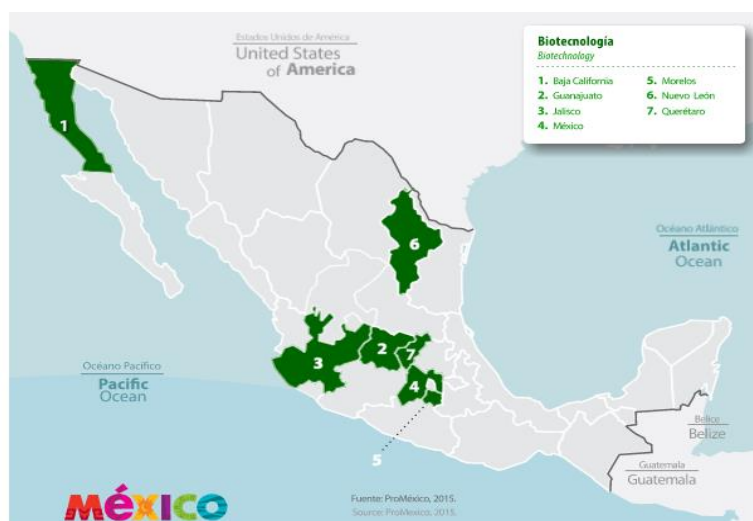 Estados Unidos de América
United States
of America
Biotecnología
Biotechnology
1. Baja California
2. Guanajuato
3. Jalisco
4. México
5. Morelos
6. Nuevo León
7. Querétaro
1
6
Océano Atlántico
Atlantic
Ocean
3
2
7
4
5
Océano Pacífico
Pacific
Ocean
Belice
Belize
Guatemala
Guatemala
méxico
Fuente: ProMéxico, 2015.
Source: ProMexico, 2015.